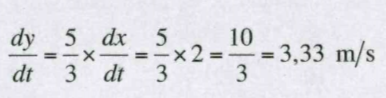 dy/dt = 5/3 × dx/dt = 5/3 × 2 = 10/3 = 3,33 m/s